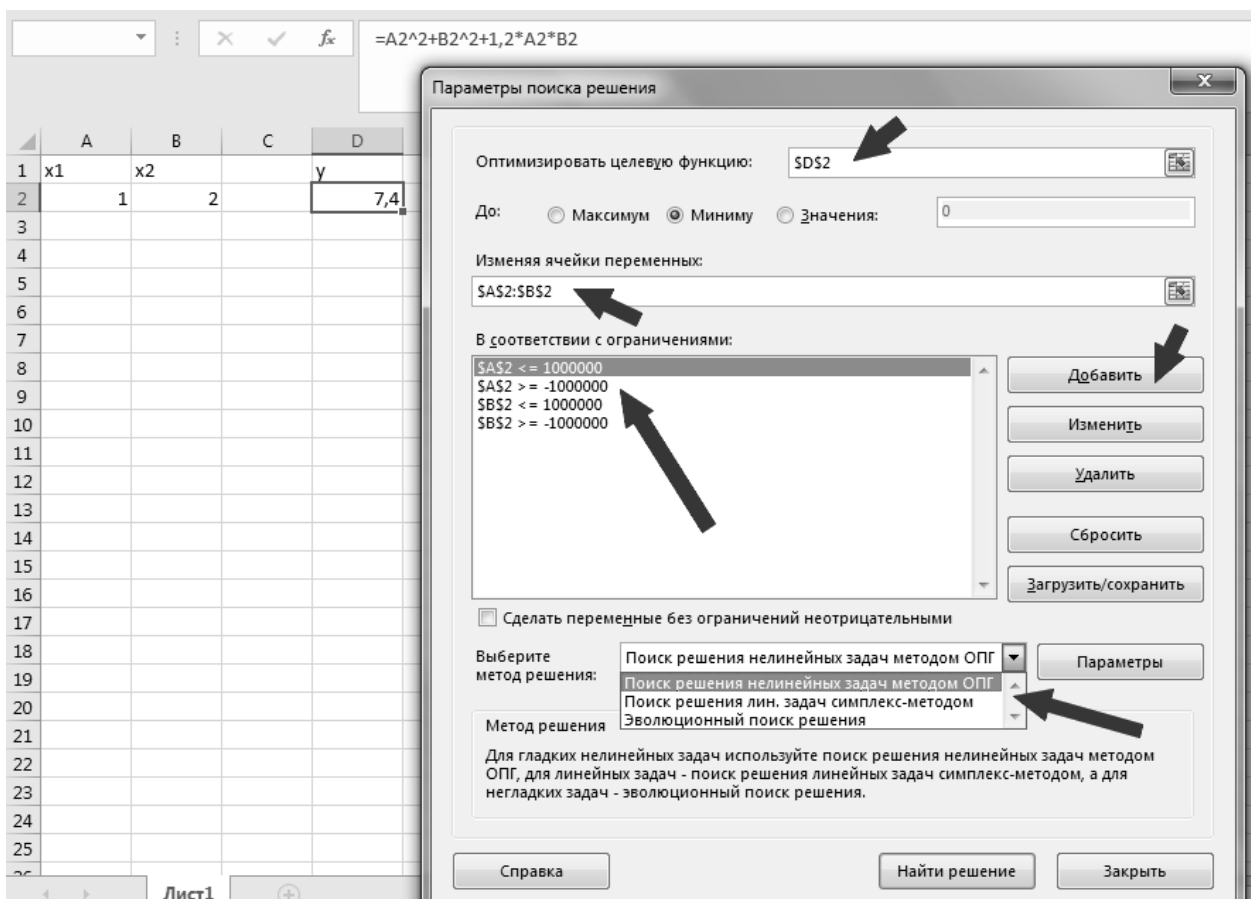 fx =A2^2+B2^2+1,2*A2*B2
Параметры поиска решения
A B C D
1 x1 x2 y
2 1 2 7,4
3
4
5
6
7
8
9
10
11
12
13
14
15
16
17
18
19
20
21
22
23
24
25
Лист1
Оптимизировать целевую функцию: $D$2
До: Максимум Миниму Значения: 0
Изменяя ячейки переменных:
$A$2:$B$2
В соответствии с ограничениями:
$A$2 <= 1000000
$A$2 >= -1000000
$B$2 <= 1000000
$B$2 >= -1000000
Добавить
Изменить
Удалить
Сбросить
Загрузить/сохранить
Сделать переменные без ограничений неотрицательными
Выберите
метод решения:
Поиск решения нелинейных задач методом ОПГ
Параметры
Поиск решения нелинейных задач методом ОПГ
Поиск решения лин. задач симплекс-методом
Эволюционный поиск решения
Метод решения
Для гладких нелинейных задач используйте поиск решения нелинейных задач методом
ОПГ, для линейных задач - поиск решения линейных задач симплекс-методом, а для
негладких задач - эволюционный поиск решения.
Справка Найти решение Закрыть